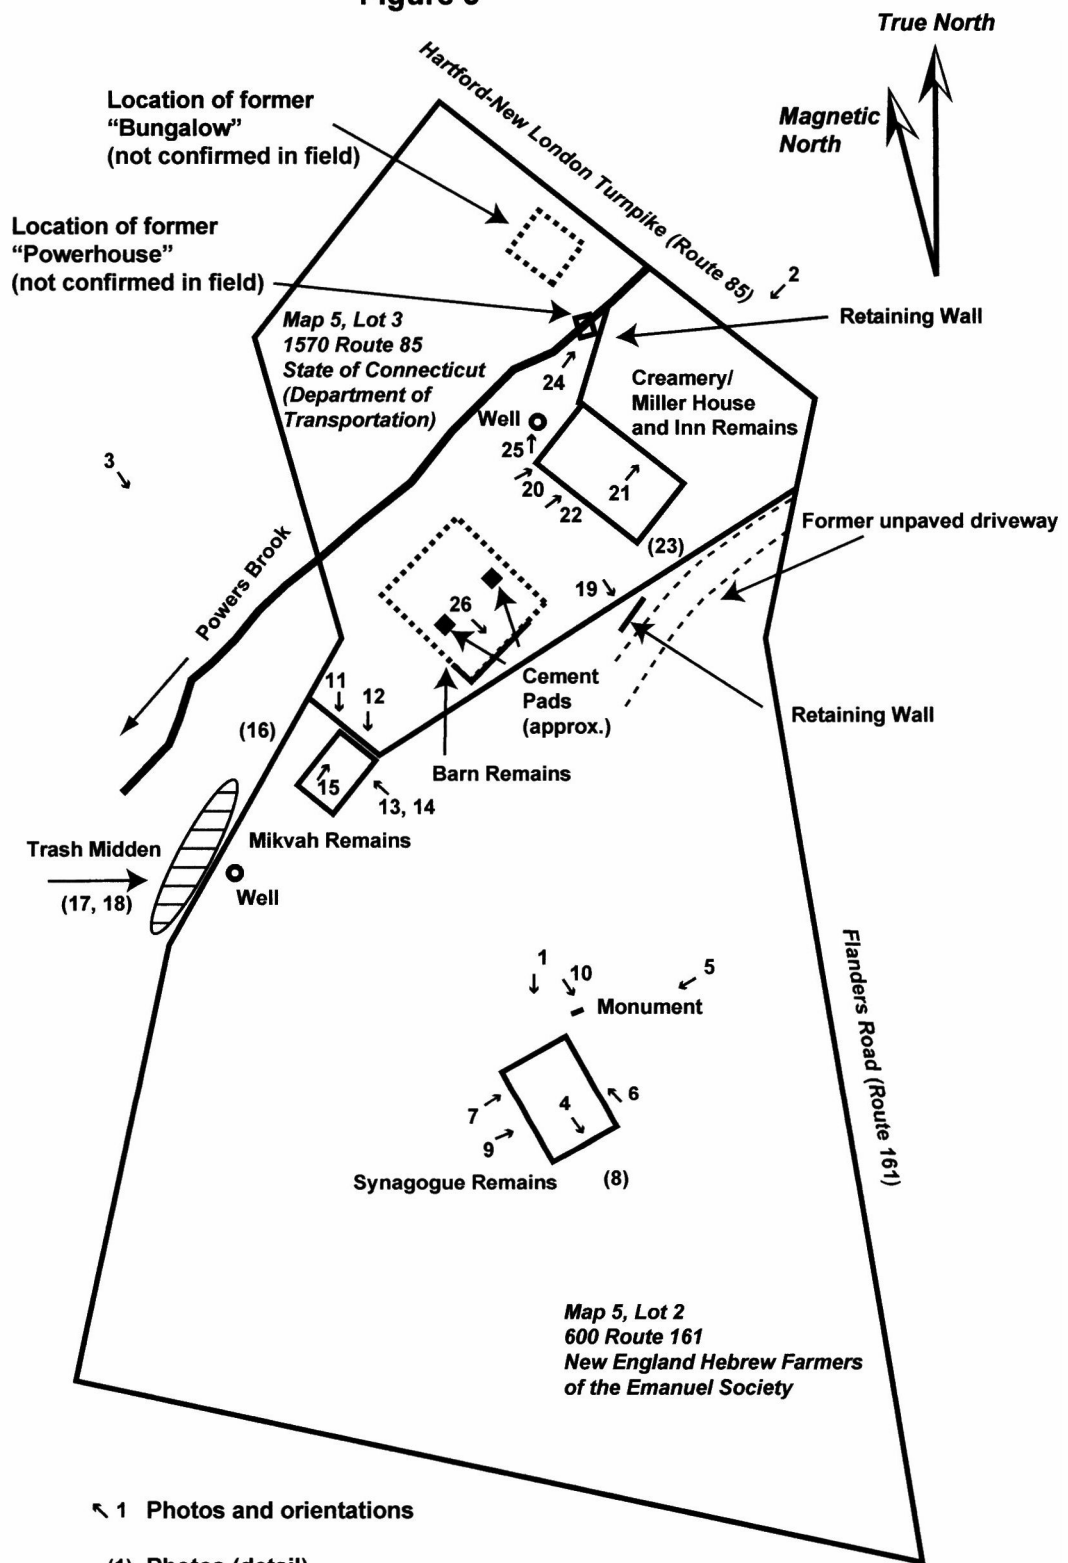 True North
Magnetic
North
Hartford-New London Turnpike (Route 85)
Location of former
“Bungalow”
(not confirmed in field)
Location of former
“Powerhouse”
(not confirmed in field)
2
Retaining Wall
Map 5, Lot 3
1570 Route 85
State of Connecticut
(Department of
Transportation)
24
Creamery/
Miller House
and Inn Remains
Well
25
20
22
21
(23)
3
Former unpaved driveway
Powers Brook
19
26
Cement
Pads
(approx.)
Retaining Wall
11
12
(16)
Barn Remains
15
13, 14
Mikvah Remains
Trash Midden
(17, 18)
Well
1
10
5
Monument
Flanders Road (Route 161)
7
4
6
9
Synagogue Remains
(8)
Map 5, Lot 2
600 Route 161
New England Hebrew Farmers
of the Emanuel Society
1 Photos and orientations